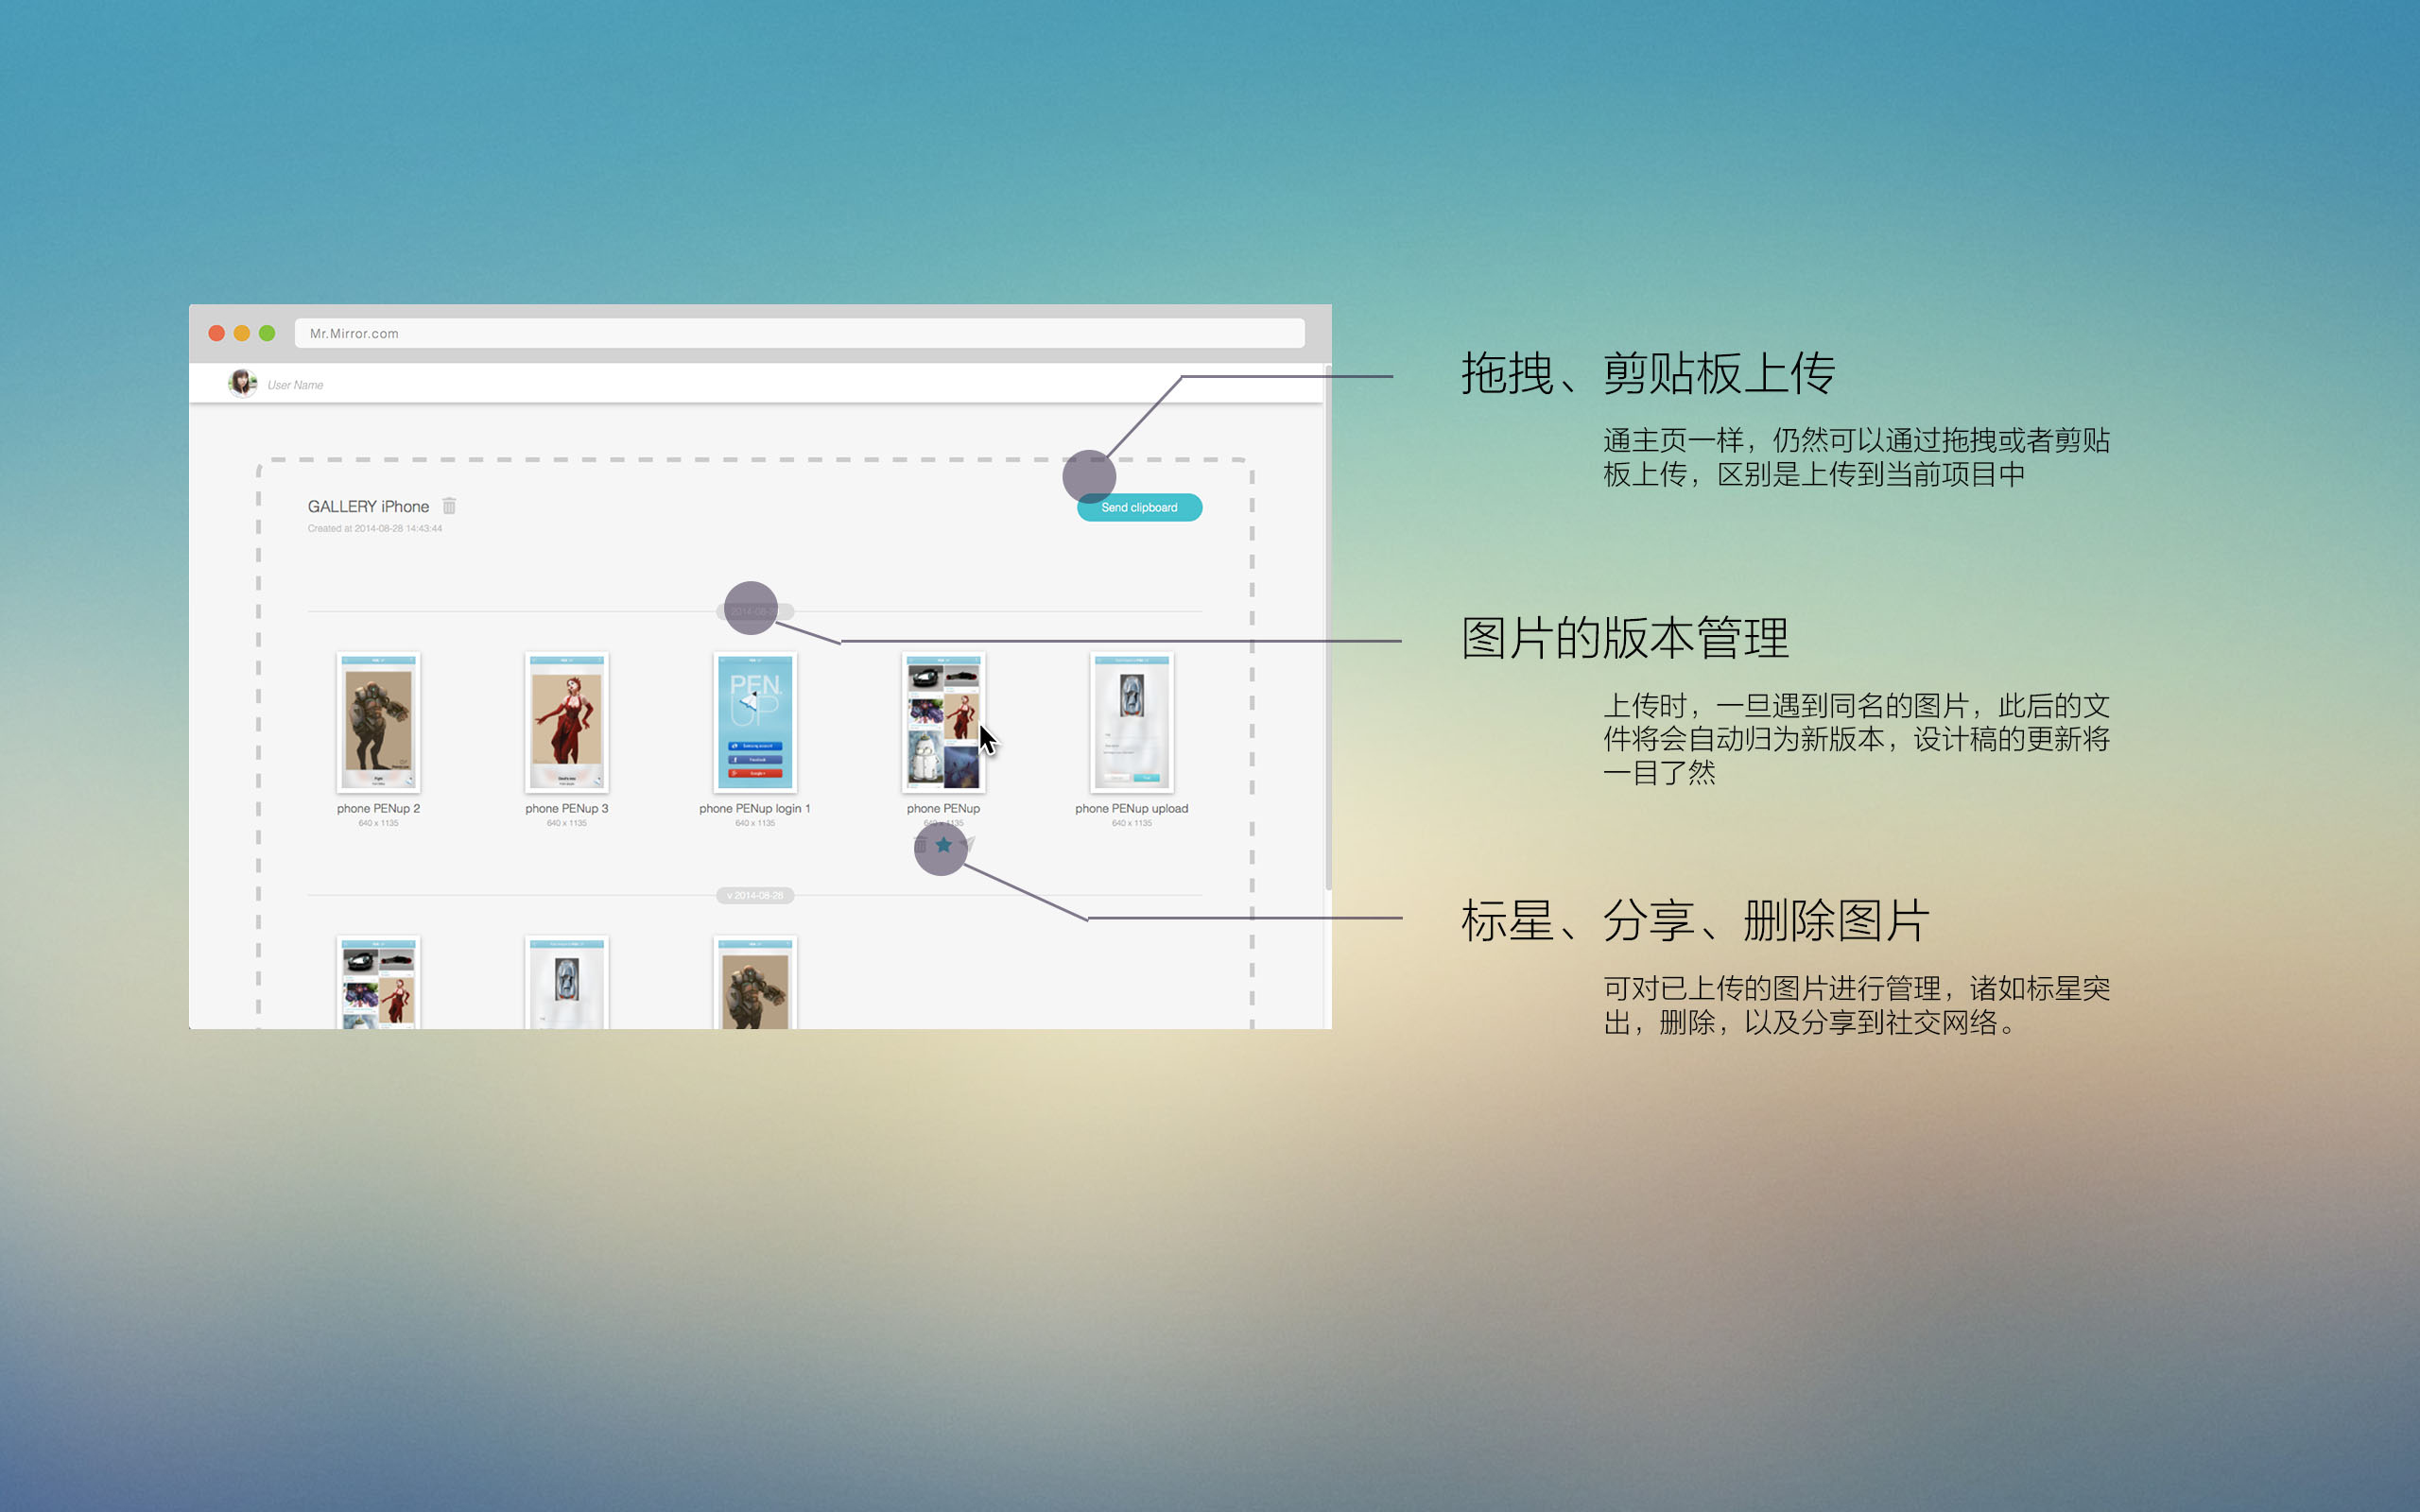 Mr.Mirror.com
User Name
GALLERY iPhone
Created at 2014-08-28 14:43:44
Send clipboard
2014-08-
PEN.
UP
Samsung account
Facebook
Google +
phone PENup 2
640 x 1135
phone PENup 3
640 x 1135
phone PENup login 1
640 x 1135
phone PENup
640 x 1135
phone PENup upload
640 x 1135
v 2014-08-28
拖拽、剪贴板上传
通主页一样，仍然可以通过拖拽或者剪贴
板上传，区别是上传到当前项目中
图片的版本管理
上传时，一旦遇到同名的图片，此后的文
件将会自动归为新版本，设计稿的更新将
一目了然
标星、分享、删除图片
可对已上传的图片进行管理，诸如标星突
出，删除，以及分享到社交网络。